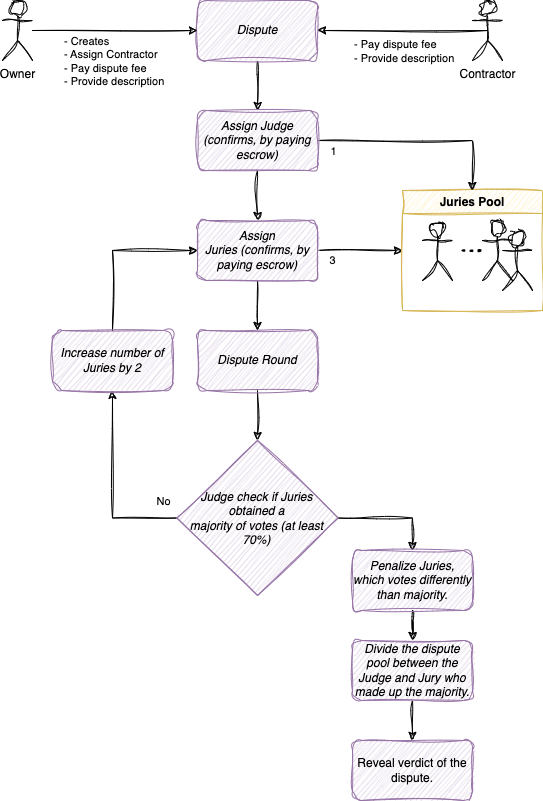 Owner
- Creates
- Assign Contractor
- Pay dispute fee
- Provide description
Dispute
- Pay dispute fee
- Provide description
Contractor
Assign Judge
(confirms, by paying
escrow)
1
Juries Pool
Assign
Juries (confirms, by
paying escrow)
3
Increase number of
Juries by 2
Dispute Round
No
Judge check if Juries
obtained a
majority of votes (at least
70%)
Penalize Juries,
which votes differently
than majority.
Divide the dispute
pool between the
Judge and Jury who
made up the majority.
Reveal verdict of the
dispute.